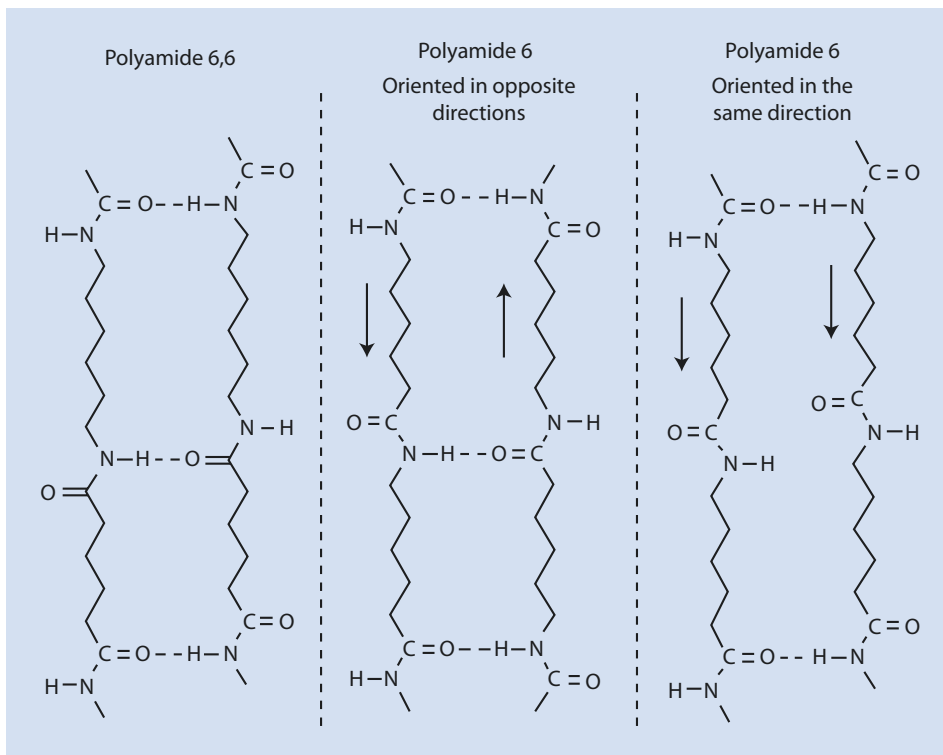 Polyamide 6,6
C=O--H-N
C=O
H-N
N-H
N-H--O
O
C=O
C=O--H-N
H-N
Polyamide 6
Oriented in opposite
directions
C=O--H-N
H-N
C=O
O=C
N-H
N-H--O=C
C=O--H-N
H-N
C=O
Polyamide 6
Oriented in the
same direction
C=O
C=O--H-N
H-N
O=C
O=C
N-H
N-H
C=O
C=O--H-N
H-N